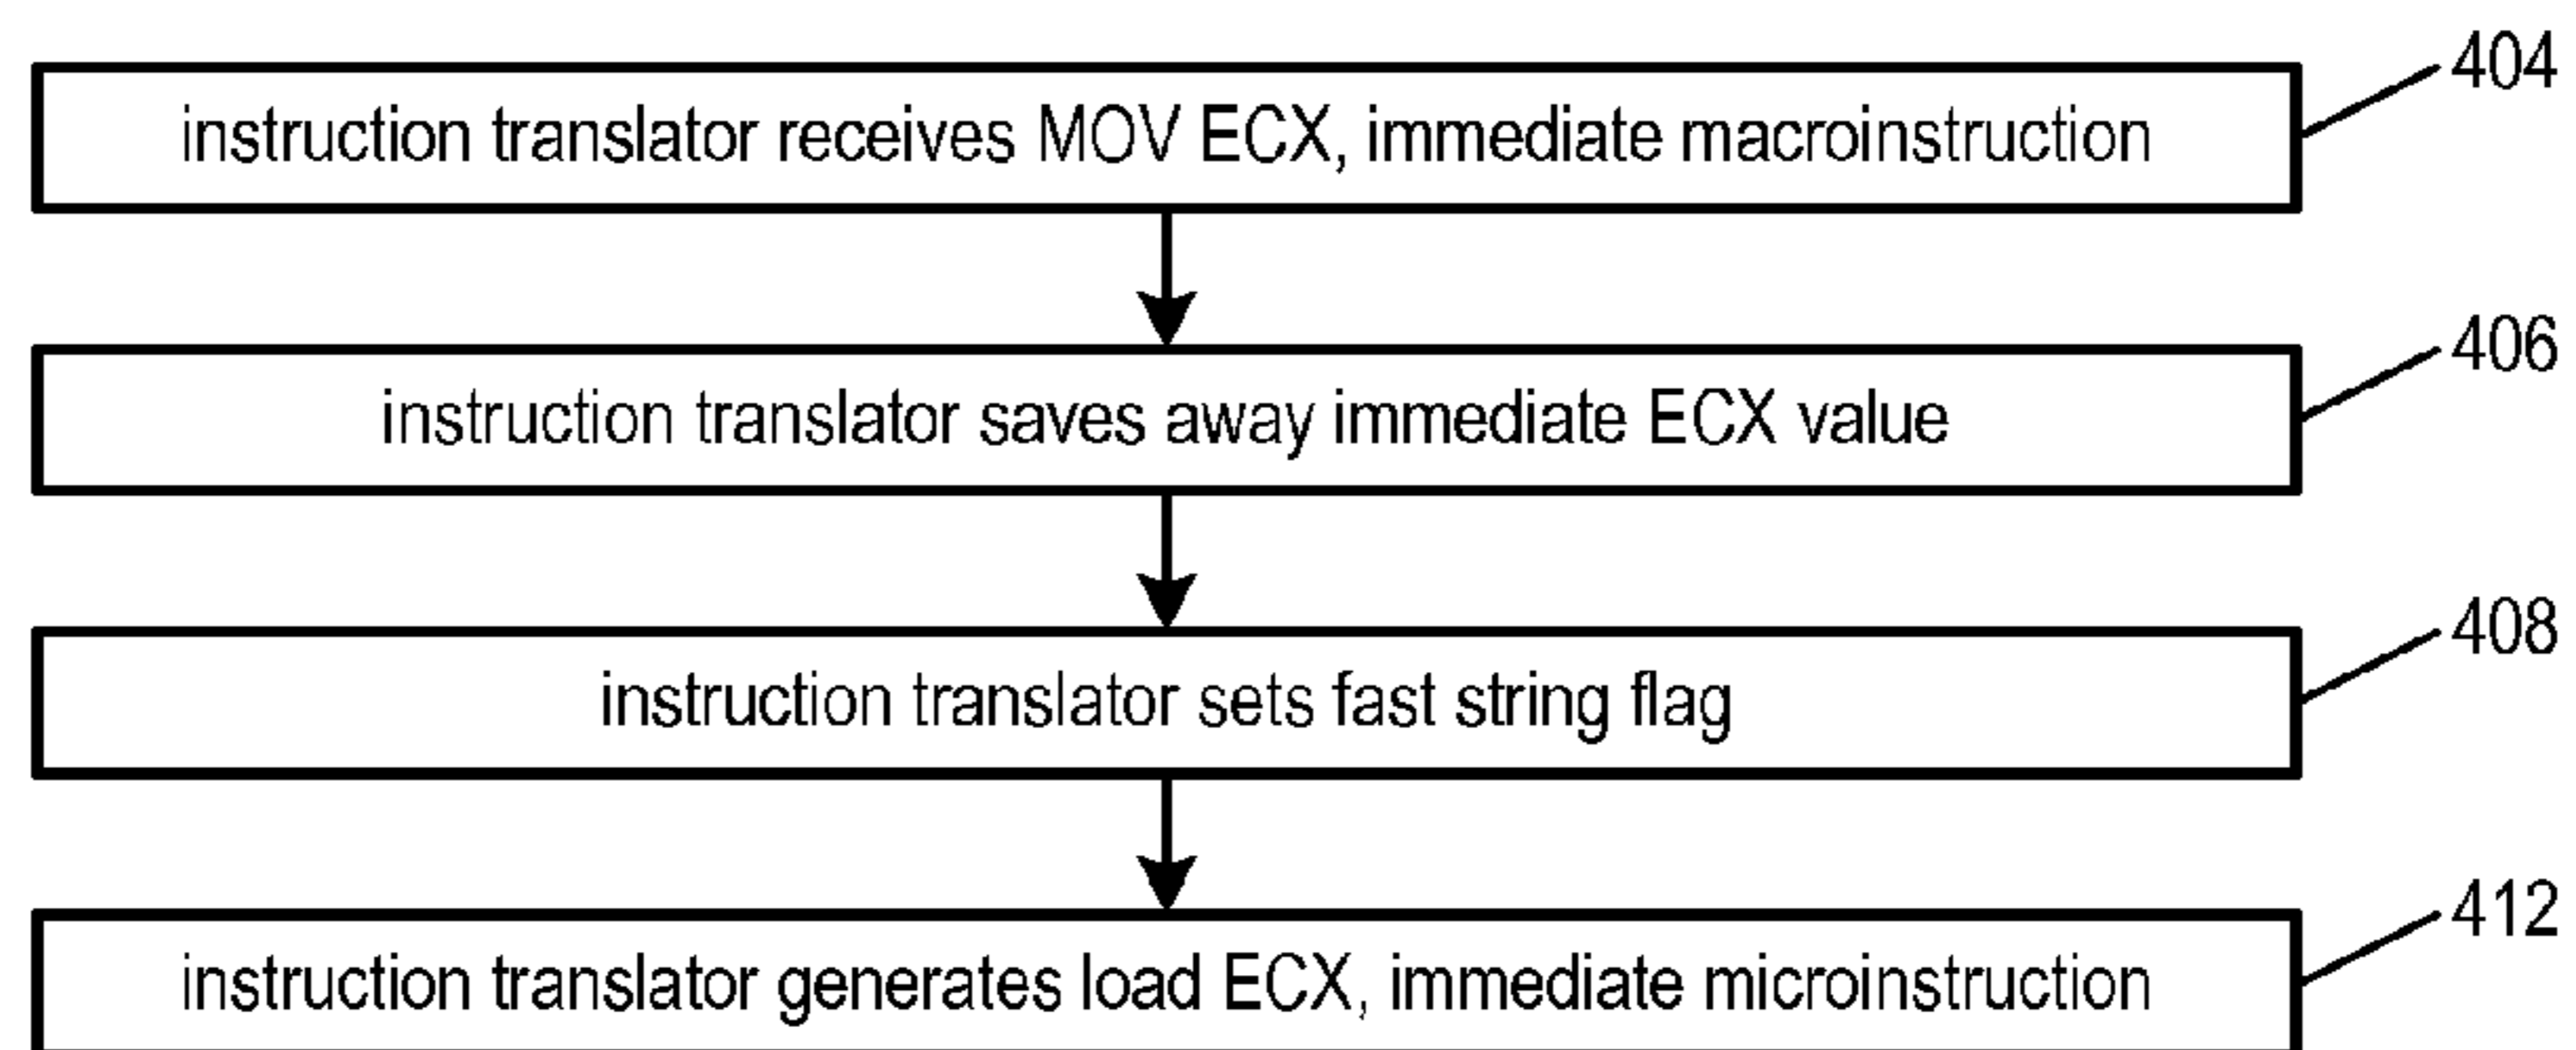 404
instruction translator receives MOV ECX, immediate macroinstruction
406
instruction translator saves away immediate ECX value
408
instruction translator sets fast string flag
412
instruction translator generates load ECX, immediate microinstruction